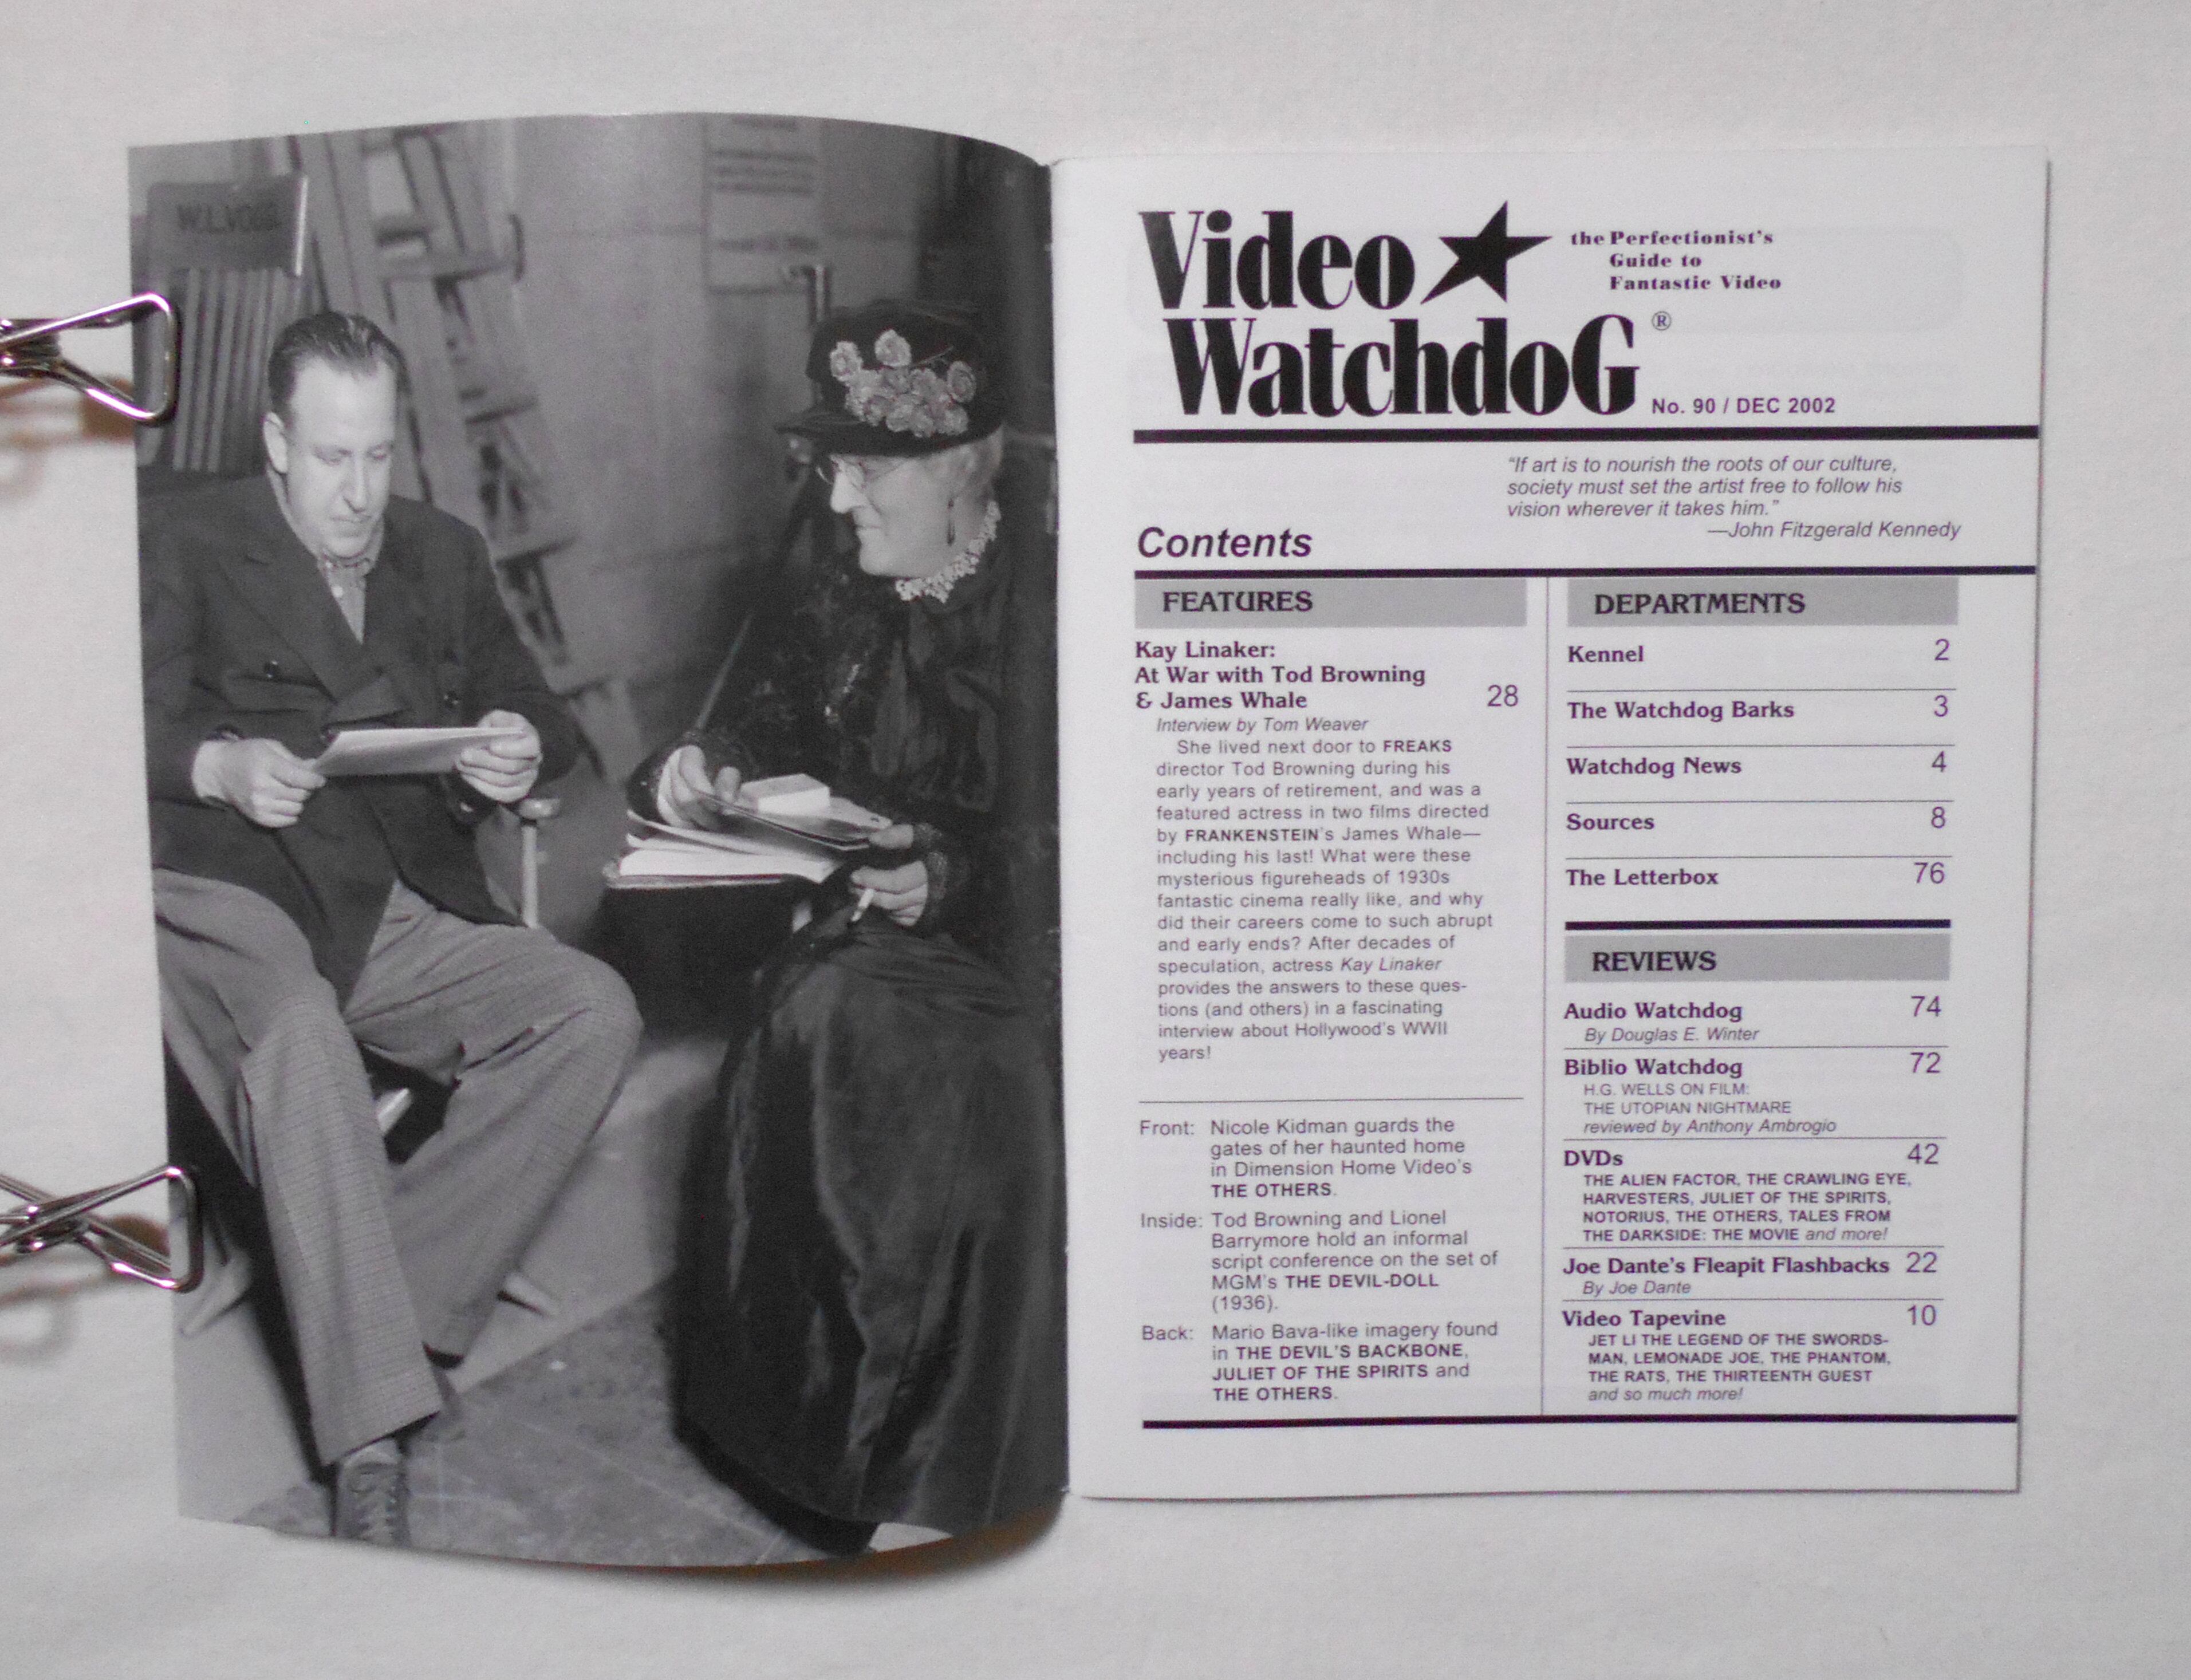 W.L.VOGG
Video ★
the Perfectionist's
Guide to
Fantastic Video
WatchdoG ®
No. 90 / DEC 2002
“If art is to nourish the roots of our culture,
society must set the artist free to follow his
vision wherever it takes him.”
—John Fitzgerald Kennedy
Contents
FEATURES
Kay Linaker:
At War with Tod Browning
& James Whale 28
Interview by Tom Weaver
She lived next door to FREAKS
director Tod Browning during his
early years of retirement, and was a
featured actress in two films directed
by FRANKENSTEIN's James Whale—
including his last! What were these
mysterious figureheads of 1930s
fantastic cinema really like, and why
did their careers come to such abrupt
and early ends? After decades of
speculation, actress Kay Linaker
provides the answers to these ques-
tions (and others) in a fascinating
interview about Hollywood's WWII
years!
Front: Nicole Kidman guards the
gates of her haunted home
in Dimension Home Video's
THE OTHERS.
Inside: Tod Browning and Lionel
Barrymore hold an informal
script conference on the set of
MGM's THE DEVIL-DOLL
(1936).
Back: Mario Bava-like imagery found
in THE DEVIL'S BACKBONE,
JULIET OF THE SPIRITS and
THE OTHERS.
DEPARTMENTS
Kennel 2
The Watchdog Barks 3
Watchdog News 4
Sources 8
The Letterbox 76
REVIEWS
Audio Watchdog 74
By Douglas E. Winter
Biblio Watchdog 72
H.G. WELLS ON FILM:
THE UTOPIAN NIGHTMARE
reviewed by Anthony Ambrogio
DVDs 42
THE ALIEN FACTOR, THE CRAWLING EYE,
HARVESTERS, JULIET OF THE SPIRITS,
NOTORIUS, THE OTHERS, TALES FROM
THE DARKSIDE: THE MOVIE and more!
Joe Dante's Fleapit Flashbacks 22
By Joe Dante
Video Tapevine 10
JET LI THE LEGEND OF THE SWORDS-
MAN, LEMONADE JOE, THE PHANTOM,
THE RATS, THE THIRTEENTH GUEST
and so much more!